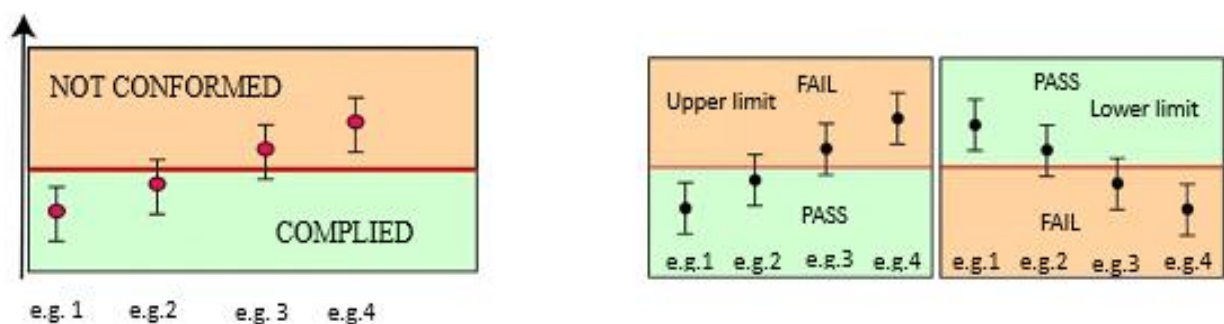 NOT CONFORMED
COMPLIED
e.g. 1 e.g.2 e.g. 3 e.g.4
Upper limit FAIL
PASS
e.g.1 e.g.2 e.g.3 e.g.4
PASS
Lower limit
FAIL
e.g.1 e.g.2 e.g.3 e.g.4